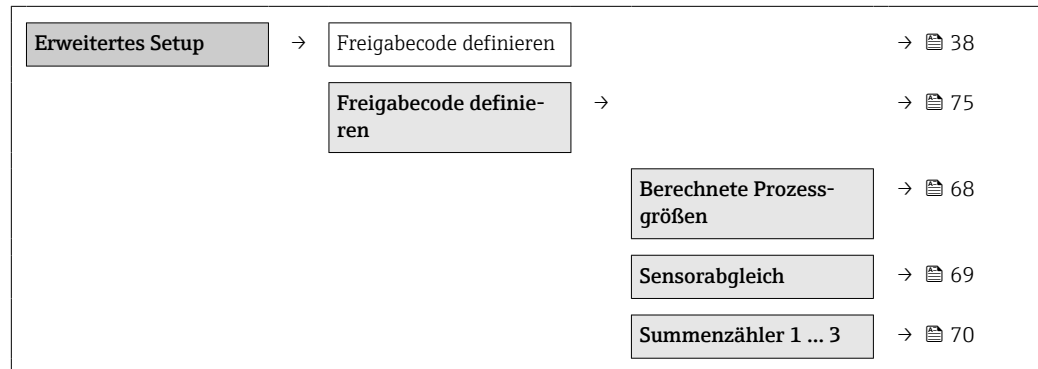 Erweitertes Setup → Freigabecode definieren → 38
Freigabecode definie-
ren → → 75
Berechnete Prozess-
größen → 68
Sensorabgleich → 69
Summenzähler 1 ... 3 → 70